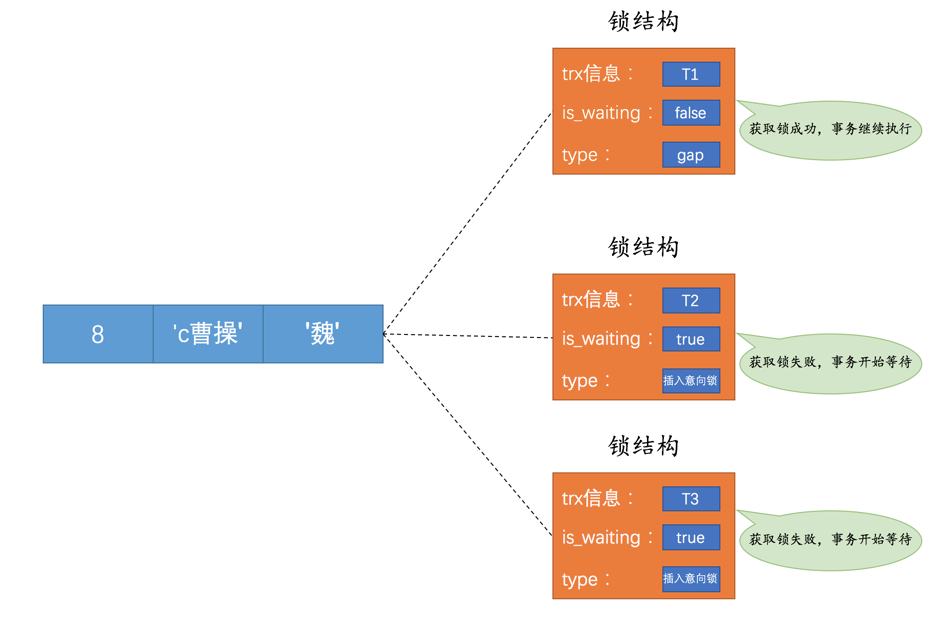 锁结构
trx信息：
T1
is_waiting：
false
type：
gap
获取锁成功，事务继续执行
锁结构
trx信息：
T2
is_waiting：
true
type：
插入意向锁
获取锁失败，事务开始等待
8
'c曹操'
'魏'
锁结构
trx信息：
T3
is_waiting：
true
type：
插入意向锁
获取锁失败，事务开始等待